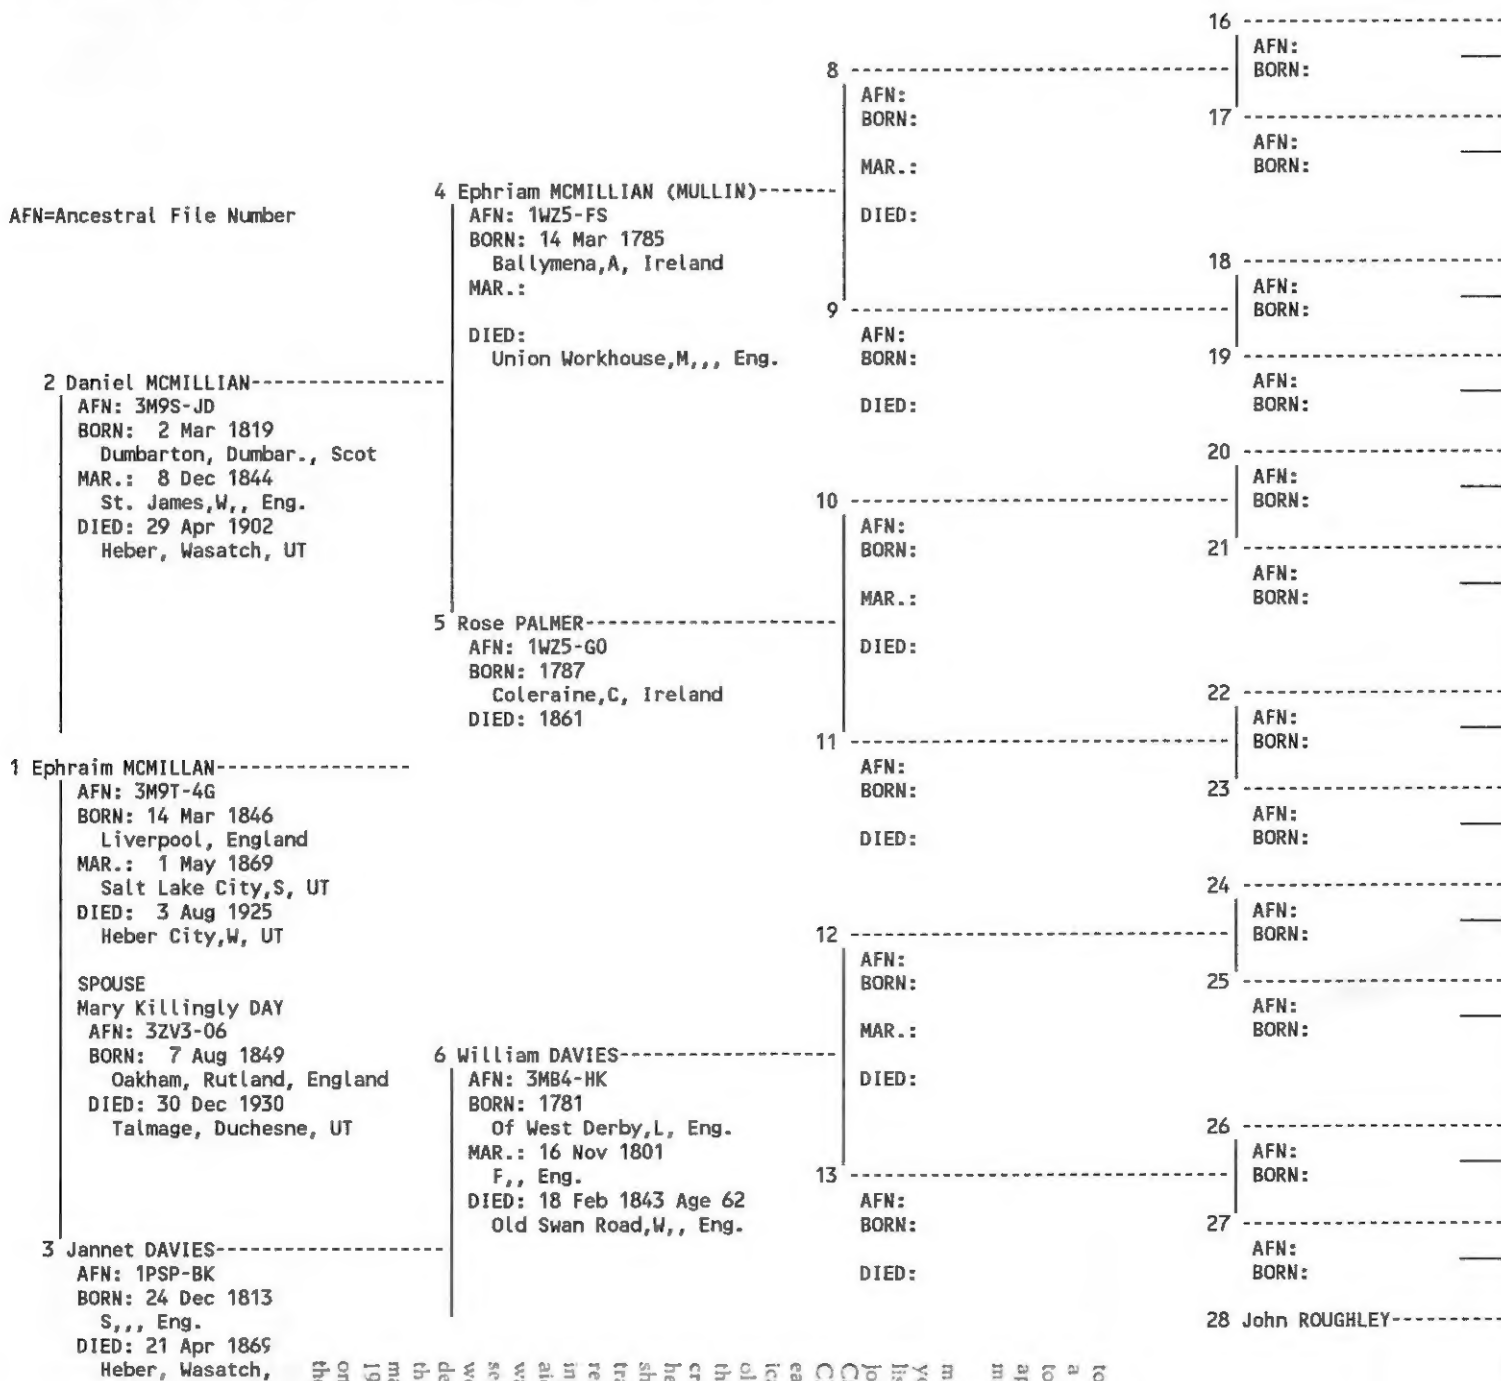 AFN=Ancestral File Number
1 Ephraim MCMILLAN----------------
AFN: 3M9T-4G
BORN: 14 Mar 1846
Liverpool, England
MAR.: 1 May 1869
Salt Lake City,S, UT
DIED: 3 Aug 1925
Heber City,W, UT
SPOUSE
Mary Killingly DAY
AFN: 3ZV3-06
BORN: 7 Aug 1849
Oakham, Rutland, England
DIED: 30 Dec 1930
Talmage, Duchesne, UT
2 Daniel MCMILLIAN----------------
AFN: 3M9S-JD
BORN: 2 Mar 1819
Dumbarton, Dumbar., Scot
MAR.: 8 Dec 1844
St. James,W,, Eng.
DIED: 29 Apr 1902
Heber, Wasatch, UT
3 Jannet DAVIES-------------------
AFN: 1PSP-BK
BORN: 24 Dec 1813
S,,, Eng.
DIED: 21 Apr 1869
Heber, Wasatch,
4 Ephriam MCMILLIAN (MULLIN)------
AFN: 1WZ5-FS
BORN: 14 Mar 1785
Ballymena,A, Ireland
MAR.:
DIED:
Union Workhouse,M,,, Eng.
5 Rose PALMER---------------------
AFN: 1WZ5-G0
BORN: 1787
Coleraine,C, Ireland
DIED: 1861
6 William DAVIES------------------
AFN: 3MB4-HK
BORN: 1781
Of West Derby,L, Eng.
MAR.: 16 Nov 1801
F,, Eng.
DIED: 18 Feb 1843 Age 62
Old Swan Road,W,, Eng.
8 --------------------------------
AFN:
BORN:
MAR.:
DIED:
9 --------------------------------
AFN:
BORN:
DIED:
10 --------------------------------
AFN:
BORN:
MAR.:
DIED:
11 --------------------------------
AFN:
BORN:
DIED:
12 --------------------------------
AFN:
BORN:
MAR.:
DIED:
13 --------------------------------
AFN:
BORN:
DIED:
16 ----------------------
AFN:
BORN:
17 ----------------------
AFN:
BORN:
18 ----------------------
AFN:
BORN:
19 ----------------------
AFN:
BORN:
20 ----------------------
AFN:
BORN:
21 ----------------------
AFN:
BORN:
22 ----------------------
AFN:
BORN:
23 ----------------------
AFN:
BORN:
24 ----------------------
AFN:
BORN:
25 ----------------------
AFN:
BORN:
26 ----------------------
AFN:
BORN:
27 ----------------------
AFN:
BORN:
28 John ROUGHLEY---------